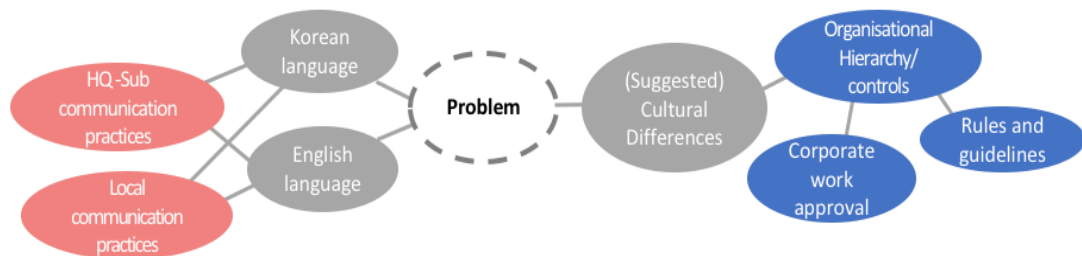 HQ -Sub
communication
practices
Local
communication
practices
Korean
language
English
language
Problem
(Suggested)
Cultural
Differences
Organisational
Hierarchy/
controls
Corporate
work
approval
Rules and
guidelines